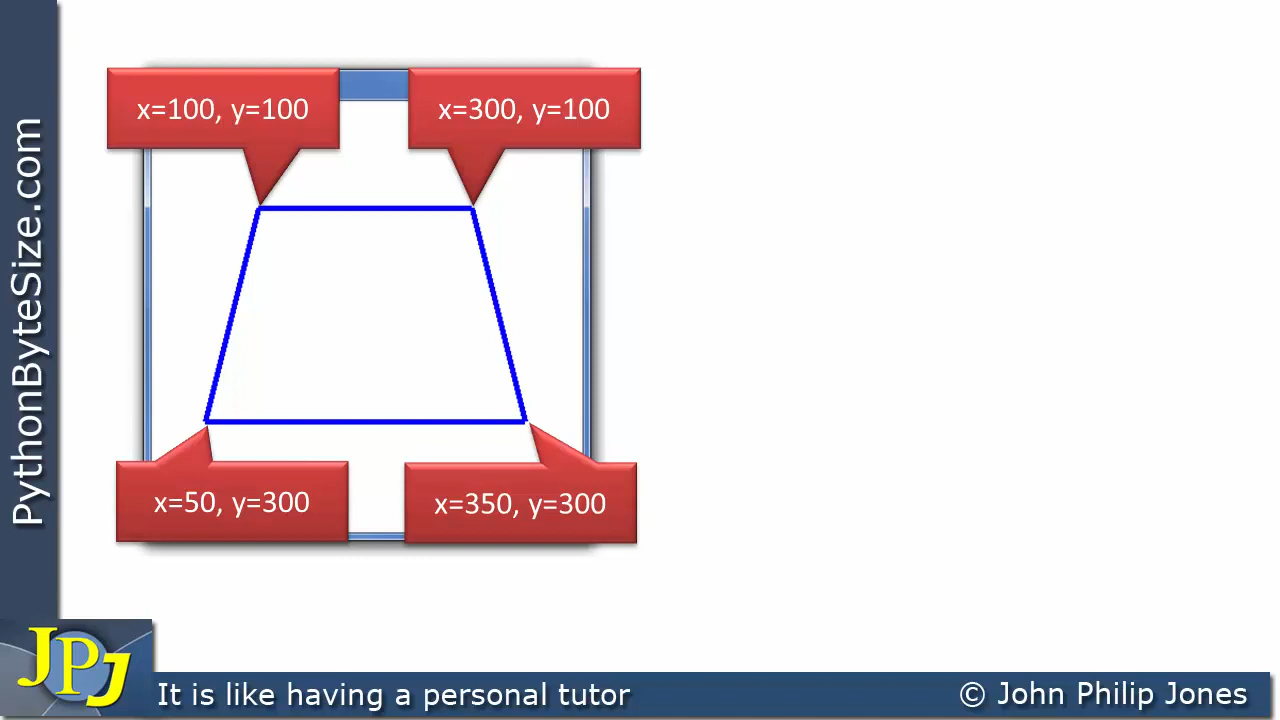 PythonByteSize.com
x=100, y=100
x=300, y=100
x=50, y=300
x=350, y=300
JPJ
It is like having a personal tutor
© John Philip Jones